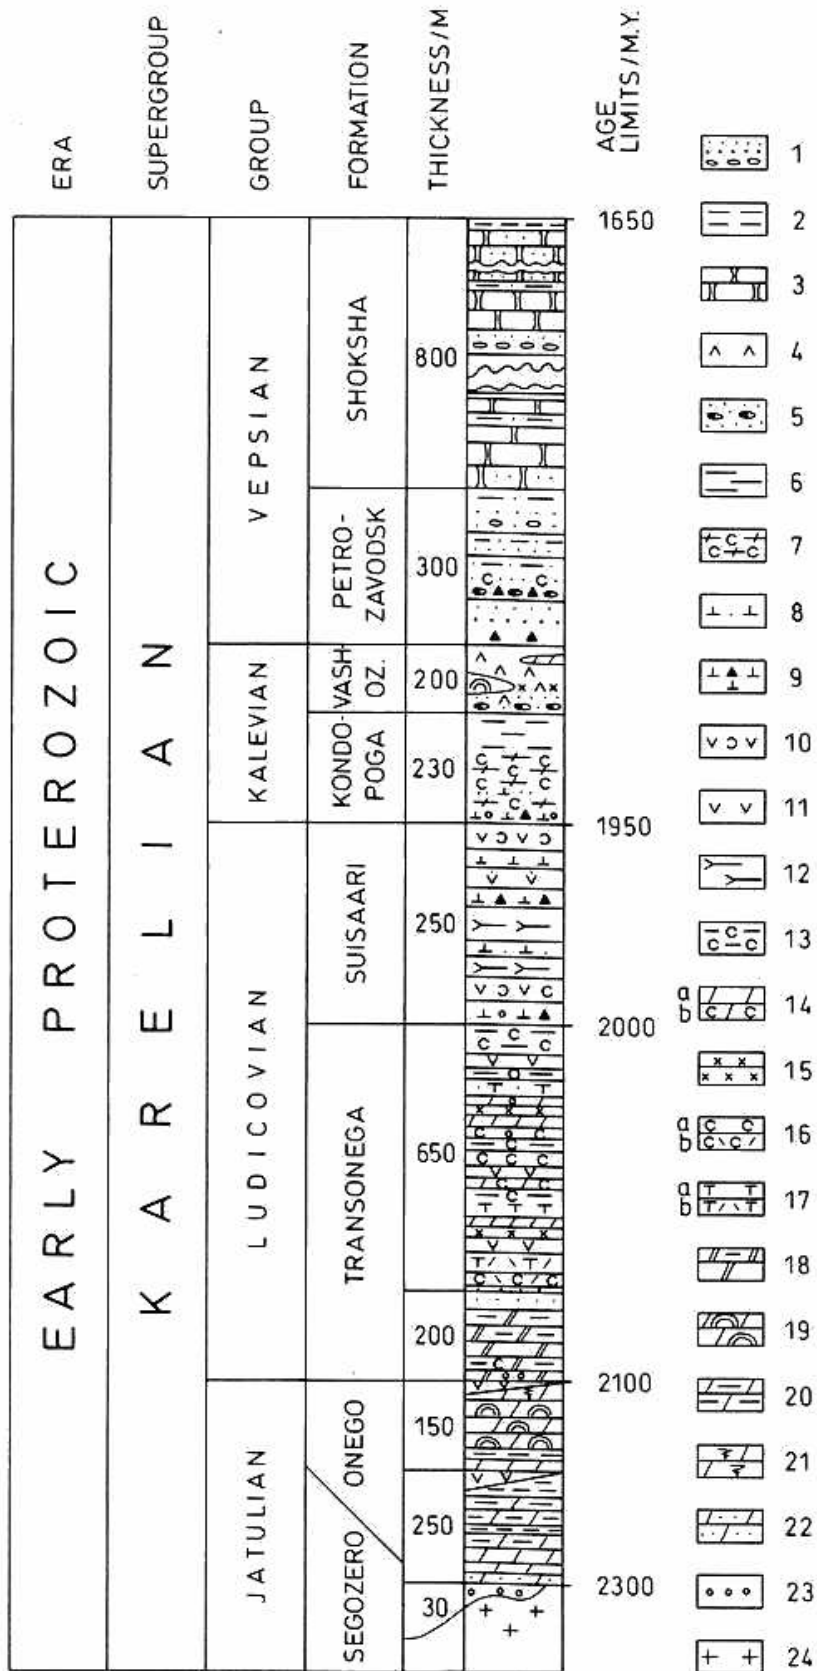 ERA
SUPERGROUP
GROUP
FORMATION
THICKNESS/M
AGE
LIMITS/M.Y.
EARLY PROTEROZOIC
KARELIAN
VEPSIAN
KALEVIAN
LUDICOVIAN
JATULIAN
SHOKSHA
PETRO-
ZAVODSK
VASH-
OZ.
KONDO-
POGA
SUISAARI
TRANSONEGA
ONEGO
SEGOZERO
800
300
200
230
250
650
200
150
250
30
1650
1950
2000
2100
2300
1
2
3
4
5
6
7
8
9
10
11
12
13
a
b
14
15
a
b
16
a
b
17
18
19
20
21
22
23
24